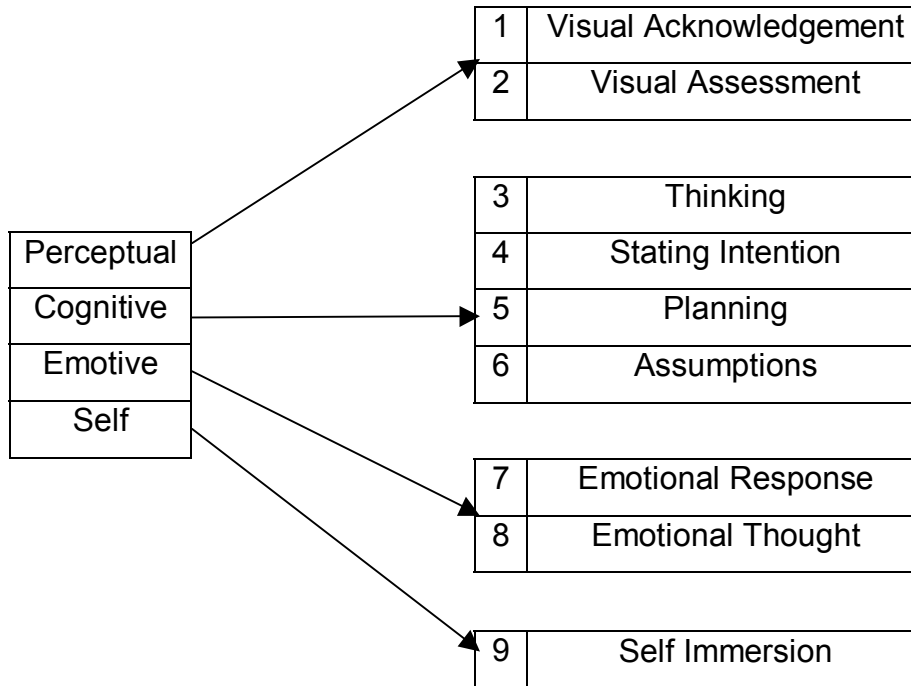 1 Visual Acknowledgement
2 Visual Assessment
3 Thinking
4 Stating Intention
5 Planning
6 Assumptions
Perceptual
Cognitive
Emotive
Self
7 Emotional Response
8 Emotional Thought
9 Self Immersion